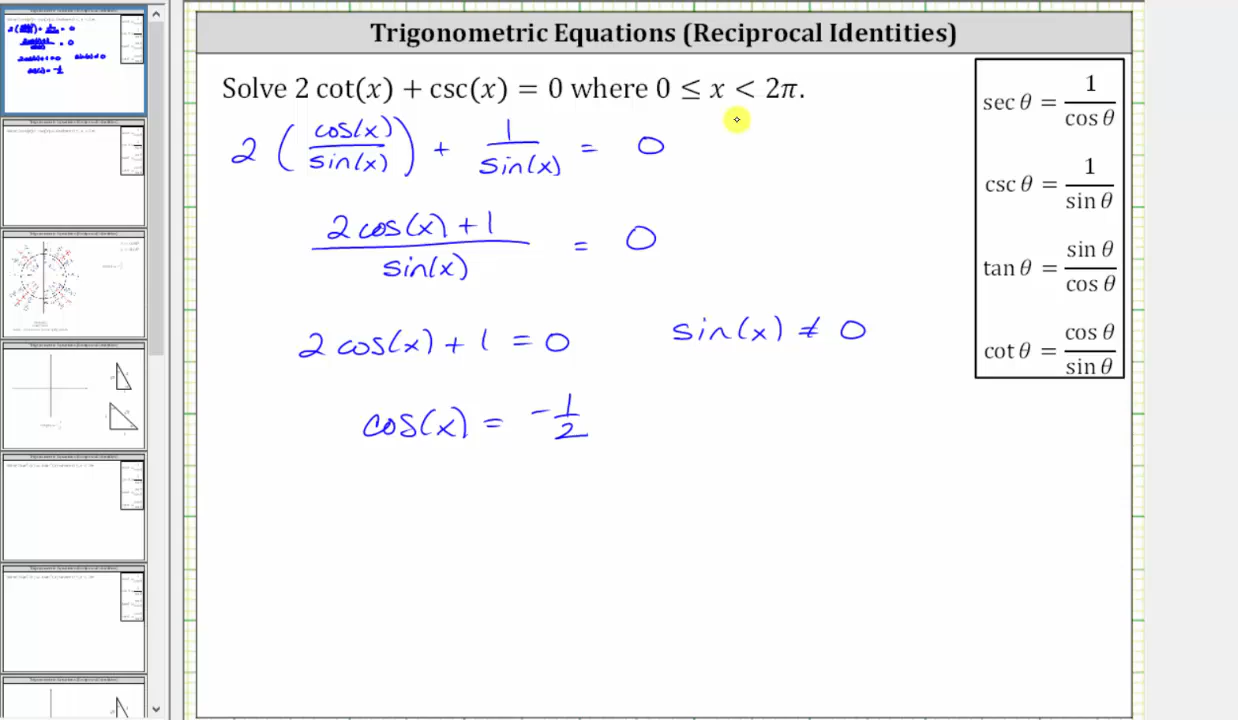 Trigonometric Equations (Reciprocal Identities)
Solve 2 cot(x) + csc(x) = 0 where 0 ≤ x < 2π.
2 (cos(x)/sin(x)) + 1/sin(x) = 0
(2cos(x) + 1)/sin(x) = 0
2cos(x) + 1 = 0 sin(x) ≠ 0
cos(x) = -1/2
sec θ = 1/cos θ
csc θ = 1/sin θ
tan θ = sin θ/cos θ
cot θ = cos θ/sin θ